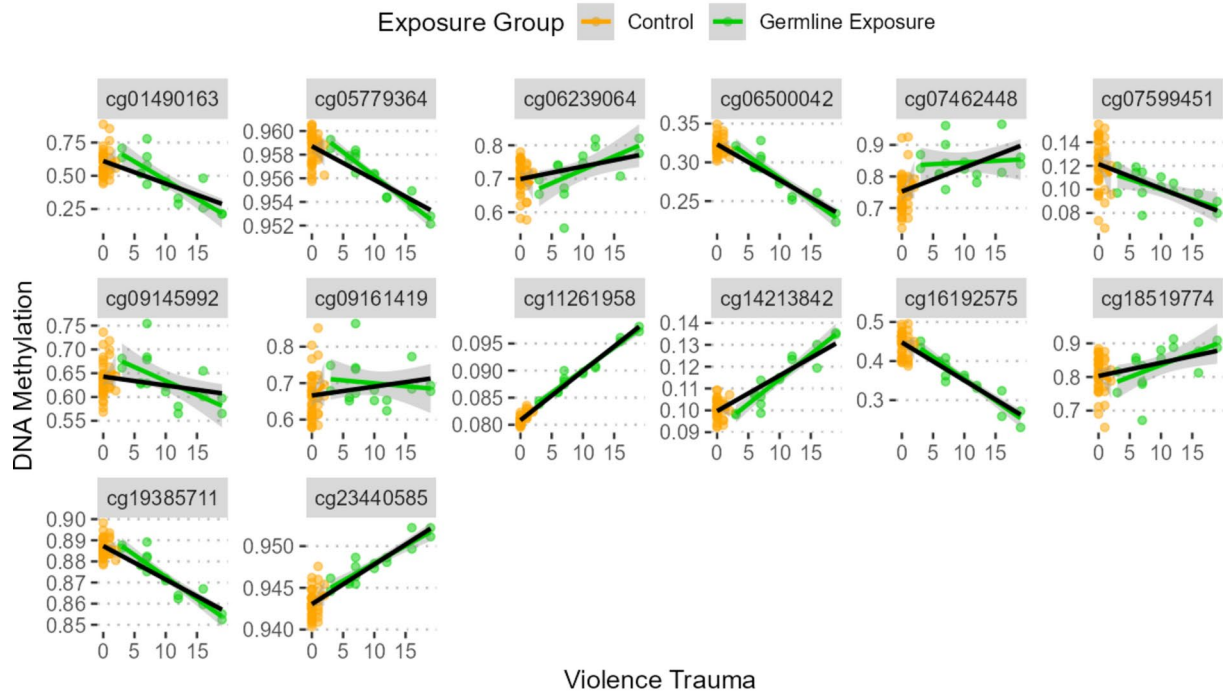 Exposure Group Control Germline Exposure
cg01490163 cg05779364 cg06239064 cg06500042 cg07462448 cg07599451
0.75 0.50 0.25
0.960 0.958 0.956 0.954 0.952
0.8 0.7 0.6
0.35 0.30 0.25
0.9 0.8 0.7
0.14 0.12 0.10 0.08
0 5 10 15 0 5 10 15 0 5 10 15 0 5 10 15 0 5 10 15 0 5 10 15
DNA Methylation
cg09145992 cg09161419 cg11261958 cg14213842 cg16192575 cg18519774
0.75 0.70 0.65 0.60 0.55
0.8 0.7 0.6
0.095 0.090 0.085 0.080
0.14 0.13 0.12 0.11 0.10 0.09
0.5 0.4 0.3
0.9 0.8 0.7
0 5 10 15 0 5 10 15 0 5 10 15 0 5 10 15 0 5 10 15 0 5 10 15
cg19385711 cg23440585
0.90 0.89 0.88 0.87 0.86 0.85
0.950 0.945 0.940
0 5 10 15 0 5 10 15
Violence Trauma